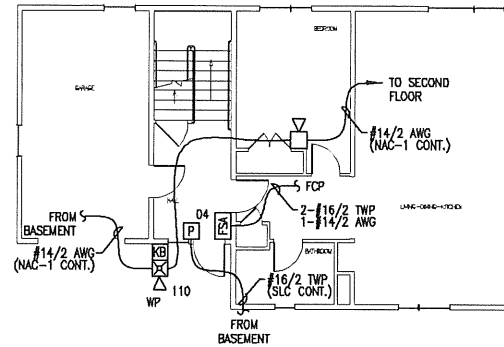 BEDROOM
TO SECOND
FLOOR
GARAGE
#14/2 AWG
(NAC-1 CONT.)
FCP
2-#16/2 TWP
1-#14/2 AWG
LIVING-DINING-KITCHEN
04
FROM
BASEMENT
P
FSA
#14/2 AWG
(NAC-1 CONT.)
KB
BATHROOM
#16/2 TWP
(SLC CONT.)
WP
110
FROM
BASEMENT